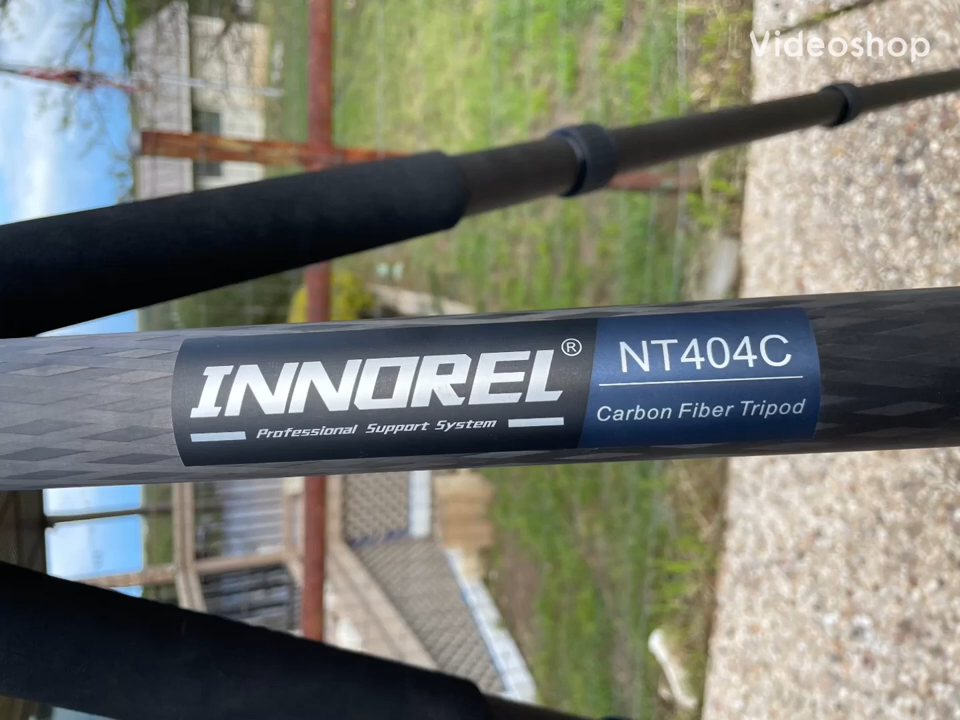 Videoshop
INNOREL®
Professional Support System
NT404C
Carbon Fiber Tripod